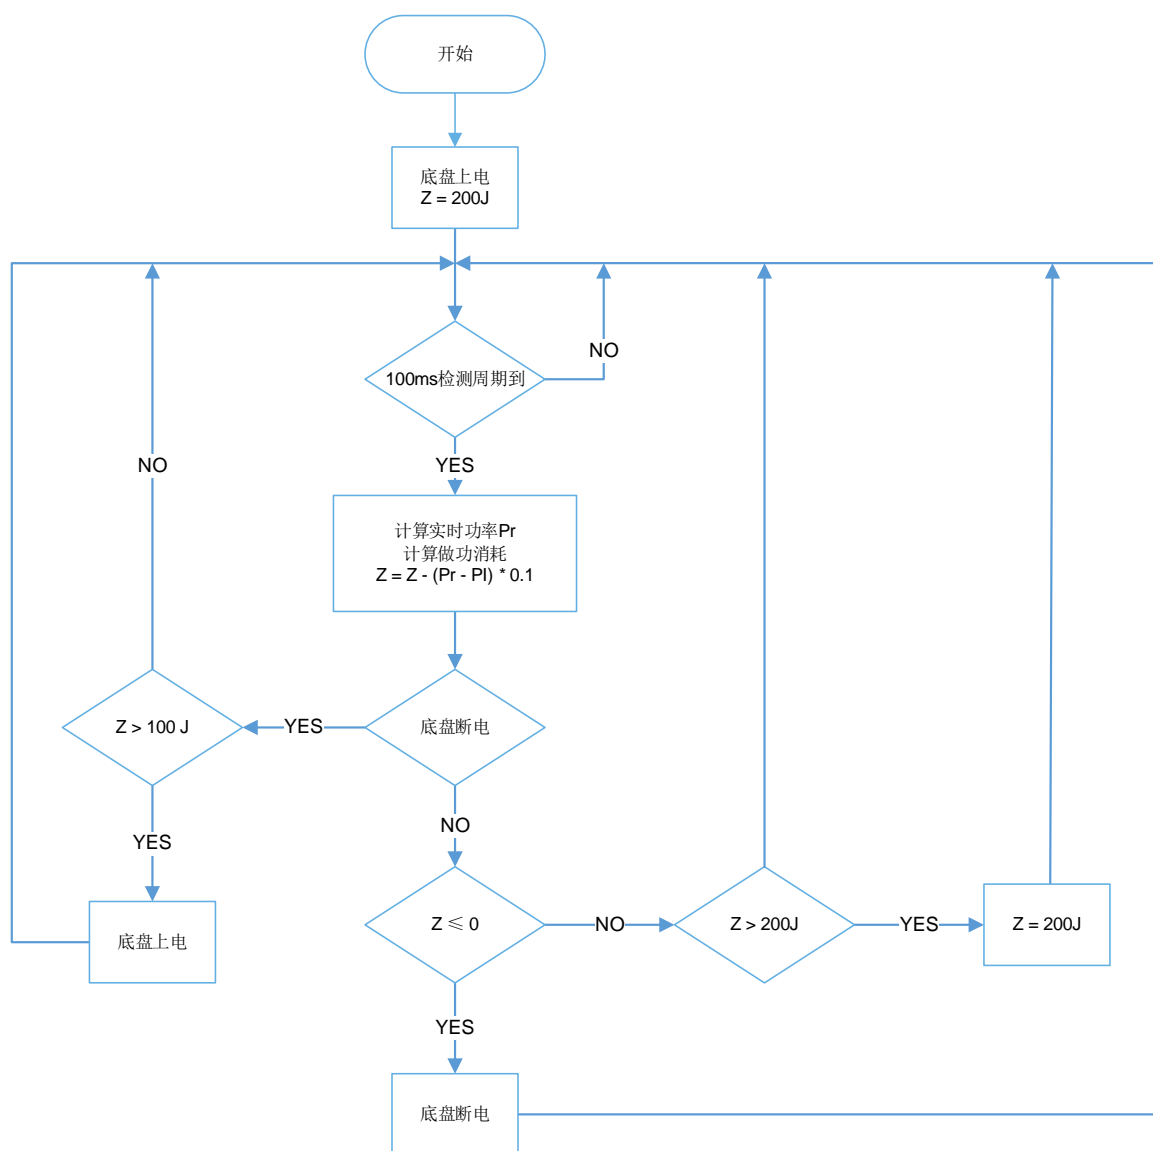 开始
底盘上电
Z = 200J
100ms检测周期到
NO
YES
NO
计算实时功率Pr
计算做功消耗
Z = Z - (Pr - Pl) * 0.1
Z > 100 J
YES
底盘断电
YES
NO
底盘上电
Z ≤ 0
NO
Z > 200J
YES
Z = 200J
YES
底盘断电